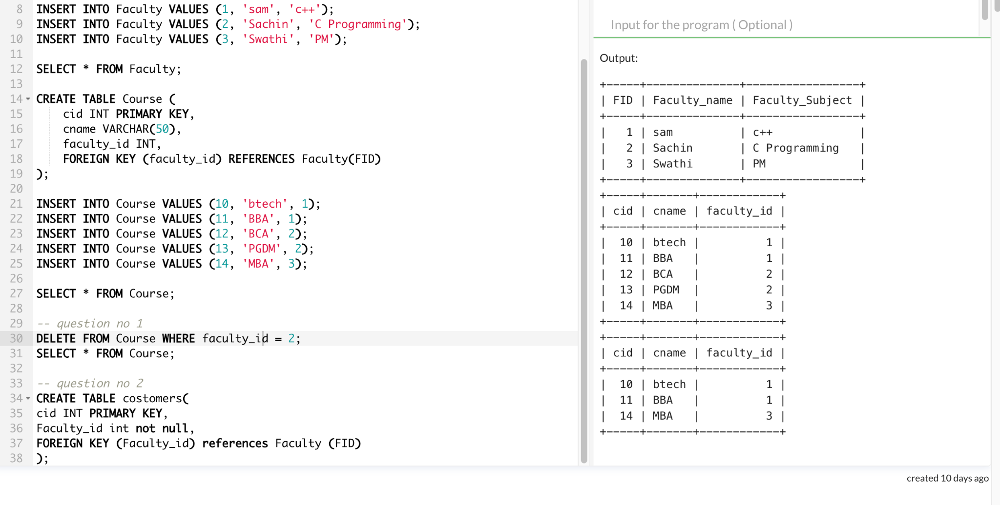 8 INSERT INTO Faculty VALUES (1, 'sam', 'c++');
9 INSERT INTO Faculty VALUES (2, 'Sachin', 'C Programming');
10 INSERT INTO Faculty VALUES (3, 'Swathi', 'PM');
11
12 SELECT * FROM Faculty;
13
14 CREATE TABLE Course (
15 cid INT PRIMARY KEY,
16 cname VARCHAR(50),
17 faculty_id INT,
18 FOREIGN KEY (faculty_id) REFERENCES Faculty(FID)
19 );
20
21 INSERT INTO Course VALUES (10, 'btech', 1);
22 INSERT INTO Course VALUES (11, 'BBA', 1);
23 INSERT INTO Course VALUES (12, 'BCA', 2);
24 INSERT INTO Course VALUES (13, 'PGDM', 2);
25 INSERT INTO Course VALUES (14, 'MBA', 3);
26
27 SELECT * FROM Course;
28
29 -- question no 1
30 DELETE FROM Course WHERE faculty_id = 2;
31 SELECT * FROM Course;
32
33 -- question no 2
34 CREATE TABLE costomers(
35 cid INT PRIMARY KEY,
36 Faculty_id int not null,
37 FOREIGN KEY (Faculty_id) references Faculty (FID)
38 );
Input for the program ( Optional )
Output:
+-----+--------------+-----------------+
| FID | Faculty_name | Faculty_Subject |
+-----+--------------+-----------------+
|   1 | sam          | c++             |
|   2 | Sachin       | C Programming   |
|   3 | Swathi       | PM              |
+-----+--------------+-----------------+
+-----+-------+------------+
| cid | cname | faculty_id |
+-----+-------+------------+
|  10 | btech |          1 |
|  11 | BBA   |          1 |
|  12 | BCA   |          2 |
|  13 | PGDM  |          2 |
|  14 | MBA   |          3 |
+-----+-------+------------+
+-----+-------+------------+
| cid | cname | faculty_id |
+-----+-------+------------+
|  10 | btech |          1 |
|  11 | BBA   |          1 |
|  14 | MBA   |          3 |
+-----+-------+------------+
created 10 days ago